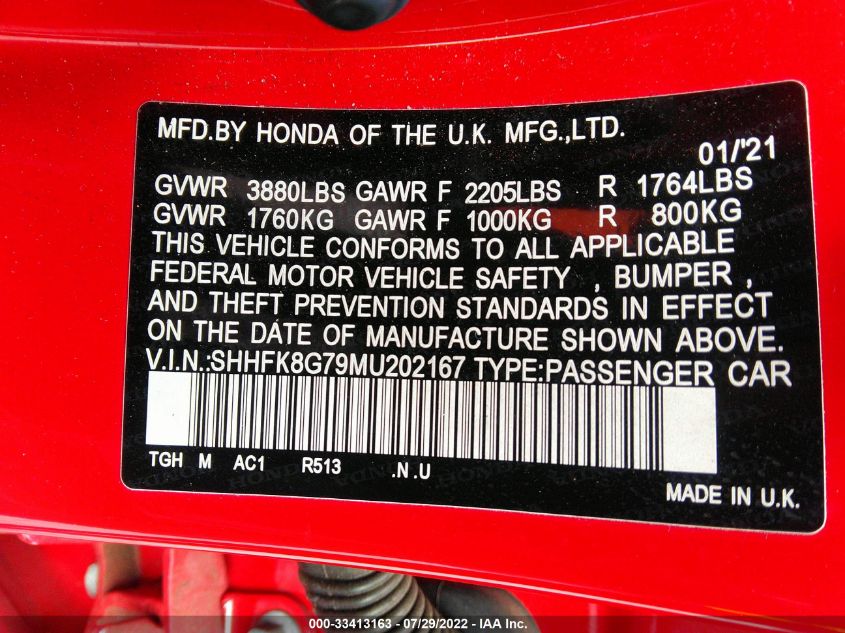 MFD.BY HONDA OF THE U.K. MFG.,LTD.
01/'21
GVWR 3880LBS GAWR F 2205LBS R 1764LBS
GVWR 1760KG GAWR F 1000KG R 800KG
THIS VEHICLE CONFORMS TO ALL APPLICABLE
FEDERAL MOTOR VEHICLE SAFETY , BUMPER ,
AND THEFT PREVENTION STANDARDS IN EFFECT
ON THE DATE OF MANUFACTURE SHOWN ABOVE.
V.I.N.:SHHFK8G79MU202167 TYPE:PASSENGER CAR
TGH M AC1 R513 .N .U
MADE IN U.K.
000-33413163 - 07/29/2022 - IAA Inc.